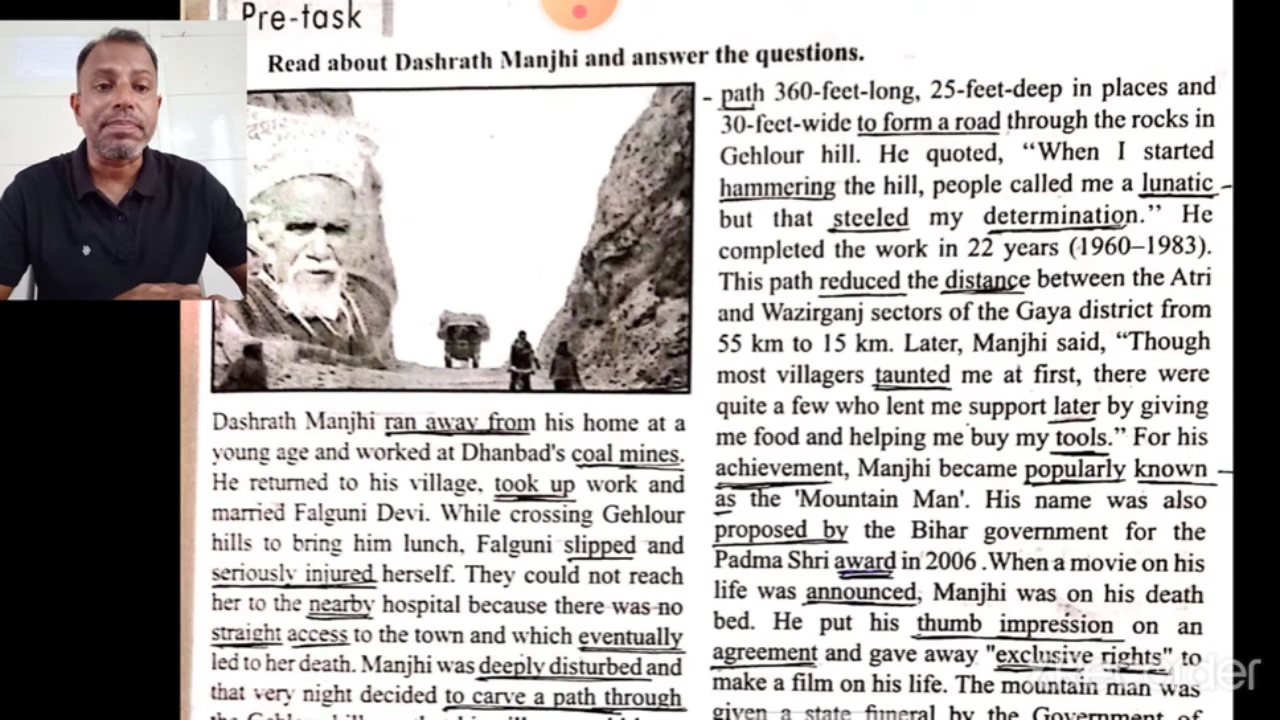 Pre-task
Read about Dashrath Manjhi and answer the questions.
Dashrath Manjhi ran away from his home at a
young age and worked at Dhanbad's coal mines.
He returned to his village, took up work and
married Falguni Devi. While crossing Gehlour
hills to bring him lunch, Falguni slipped and
seriously injured herself. They could not reach
her to the nearby hospital because there was no
straight access to the town and which eventually
led to her death. Manjhi was deeply disturbed and
that very night decided to carve a path through
path 360-feet-long, 25-feet-deep in places and
30-feet-wide to form a road through the rocks in
Gehlour hill. He quoted, “When I started
hammering the hill, people called me a lunatic
but that steeled my determination.” He
completed the work in 22 years (1960–1983).
This path reduced the distance between the Atri
and Wazirganj sectors of the Gaya district from
55 km to 15 km. Later, Manjhi said, “Though
most villagers taunted me at first, there were
quite a few who lent me support later by giving
me food and helping me buy my tools.” For his
achievement, Manjhi became popularly known
as the 'Mountain Man'. His name was also
proposed by the Bihar government for the
Padma Shri award in 2006 .When a movie on his
life was announced, Manjhi was on his death
bed. He put his thumb impression on an
agreement and gave away "exclusive rights" to
make a film on his life. The mountain man was
given a state funeral by the Government of